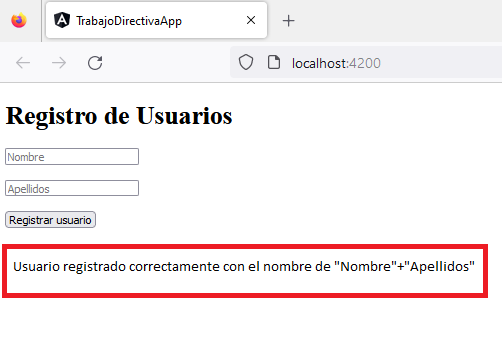 TrabajoDirectivaApp
localhost:4200
Registro de Usuarios
Nombre
Apellidos
Registrar usuario
Usuario registrado correctamente con el nombre de "Nombre"+"Apellidos"